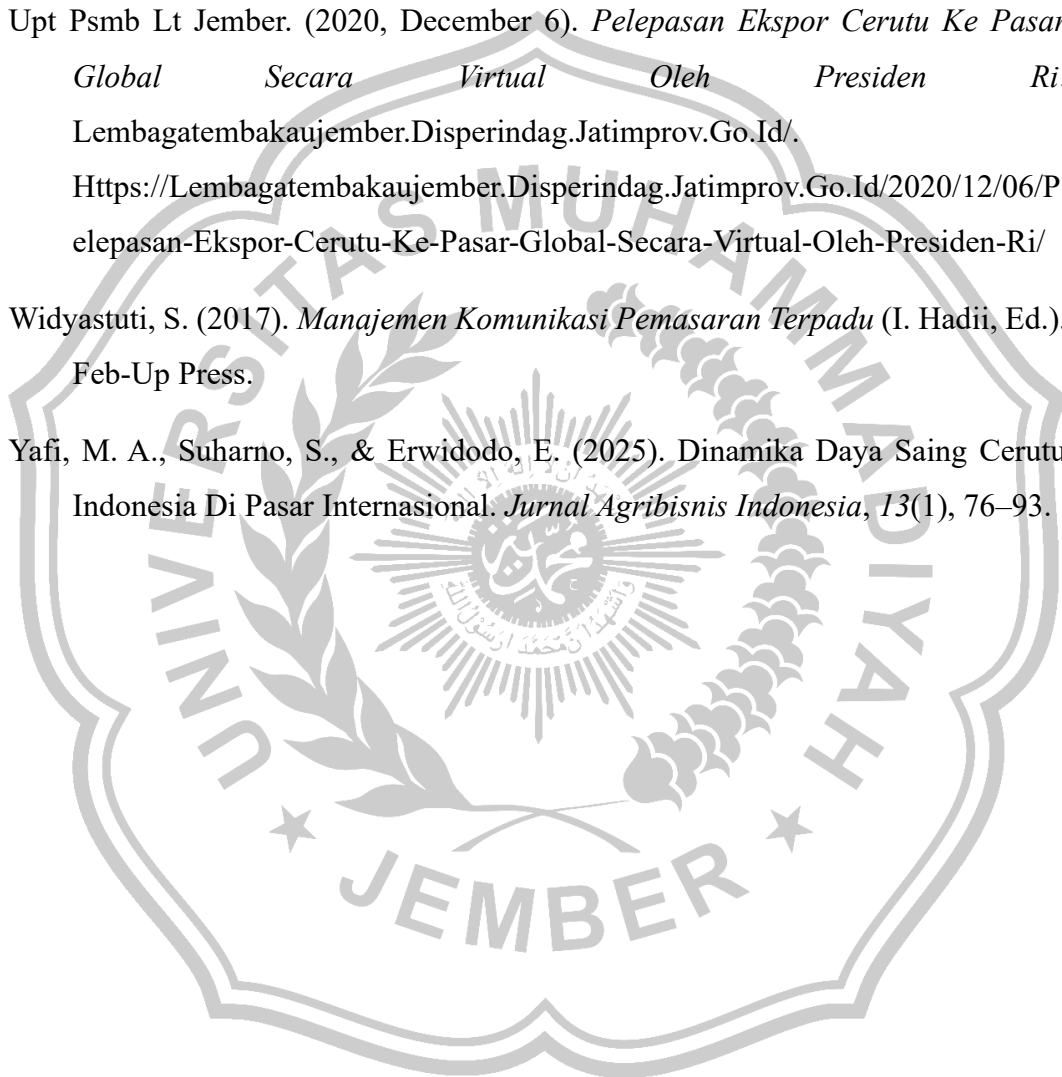 Upt Psmb Lt Jember. (2020, December 6). Pelepasan Ekspor Cerutu Ke Pasar
Global Secara Virtual Oleh Presiden Ri.
Lembagatembakaujember.Disperindag.Jatimprov.Go.Id/.
Https://Lembagatembakaujember.Disperindag.Jatimprov.Go.Id/2020/12/06/P
elepasan-Ekspor-Cerutu-Ke-Pasar-Global-Secara-Virtual-Oleh-Presiden-Ri/
Widyastuti, S. (2017). Manajemen Komunikasi Pemasaran Terpadu (I. Hadii, Ed.).
Feb-Up Press.
Yafi, M. A., Suharno, S., & Erwidodo, E. (2025). Dinamika Daya Saing Cerutu
Indonesia Di Pasar Internasional. Jurnal Agribisnis Indonesia, 13(1), 76–93.
UNIVERSITAS MUHAMMADIYAH
JEMBER